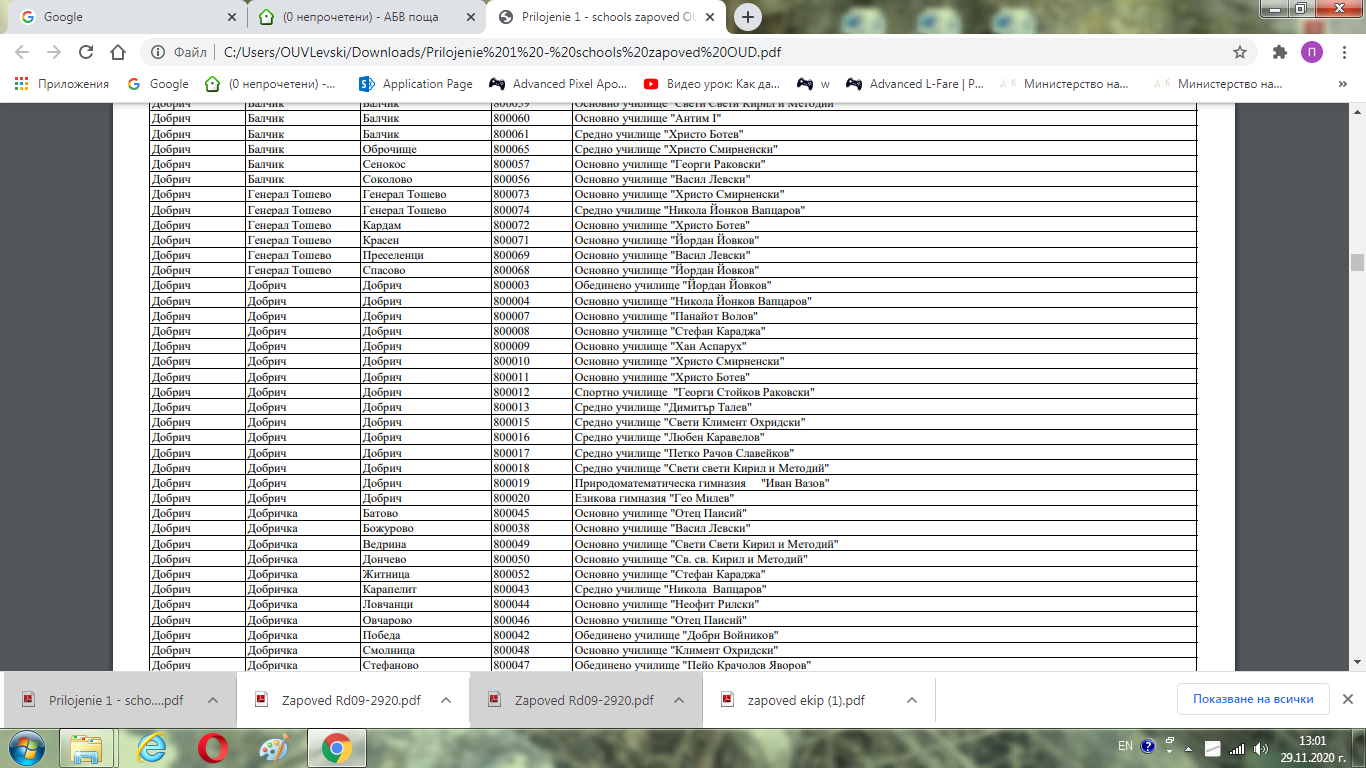 Google
(0 непрочетени) - АБВ поща
Prilojenie 1 - schools zapoved OU
Файл | C:/Users/OUVLevski/Downloads/Prilojenie%201%20-%20schools%20zapoved%20OUD.pdf
П
Приложения Google (0 непрочетени) -... Application Page Advanced Pixel Apo... Видео урок: Как да... w Advanced L-Fare | P... Министерство на... Министерство на... »
Добрич Балчик Балчик 800059 Основно училище "Свети Свети Кирил и Методий"
Добрич Балчик Балчик 800060 Основно училище "Антим I"
Добрич Балчик Балчик 800061 Средно училище "Христо Ботев"
Добрич Балчик Оброчище 800065 Средно училище "Христо Смирненски"
Добрич Балчик Сенокос 800057 Основно училище "Георги Раковски"
Добрич Балчик Соколово 800056 Основно училище "Васил Левски"
Добрич Генерал Тошево Генерал Тошево 800073 Основно училище "Христо Смирненски"
Добрич Генерал Тошево Генерал Тошево 800074 Средно училище "Никола Йонков Вапцаров"
Добрич Генерал Тошево Кардам 800072 Основно училище "Христо Ботев"
Добрич Генерал Тошево Красен 800071 Основно училище "Йордан Йовков"
Добрич Генерал Тошево Преселенци 800069 Основно училище "Васил Левски"
Добрич Генерал Тошево Спасово 800068 Основно училище "Йордан Йовков"
Добрич Добрич Добрич 800003 Обединено училище "Йордан Йовков"
Добрич Добрич Добрич 800004 Основно училище "Никола Йонков Вапцаров"
Добрич Добрич Добрич 800007 Основно училище "Панайот Волов"
Добрич Добрич Добрич 800008 Основно училище "Стефан Караджа"
Добрич Добрич Добрич 800009 Основно училище "Хан Аспарух"
Добрич Добрич Добрич 800010 Основно училище "Христо Смирненски"
Добрич Добрич Добрич 800011 Основно училище "Христо Ботев"
Добрич Добрич Добрич 800012 Спортно училище "Георги Стойков Раковски"
Добрич Добрич Добрич 800013 Средно училище "Димитър Талев"
Добрич Добрич Добрич 800015 Средно училище "Свети Климент Охридски"
Добрич Добрич Добрич 800016 Средно училище "Любен Каравелов"
Добрич Добрич Добрич 800017 Средно училище "Петко Рачов Славейков"
Добрич Добрич Добрич 800018 Средно училище "Свети свети Кирил и Методий"
Добрич Добрич Добрич 800019 Природоматематическа гимназия "Иван Вазов"
Добрич Добрич Добрич 800020 Езикова гимназия "Гео Милев"
Добрич Добричка Батово 800045 Основно училище "Отец Паисий"
Добрич Добричка Божурово 800038 Основно училище "Васил Левски"
Добрич Добричка Ведрина 800049 Основно училище "Свети Свети Кирил и Методий"
Добрич Добричка Дончево 800050 Основно училище "Св. св. Кирил и Методий"
Добрич Добричка Житница 800052 Основно училище "Стефан Караджа"
Добрич Добричка Карапелит 800043 Средно училище "Никола Вапцаров"
Добрич Добричка Ловчанци 800044 Основно училище "Неофит Рилски"
Добрич Добричка Овчарово 800046 Основно училище "Отец Паисий"
Добрич Добричка Победа 800042 Обединено училище "Добри Войников"
Добрич Добричка Смолница 800048 Основно училище "Климент Охридски"
Добрич Добричка Стефаново 800047 Обединено училище "Пейо Крачолов Яворов"
Prilojenie 1 - scho....pdf Zapoved Rd09-2920.pdf Zapoved Rd09-2920.pdf zapoved ekip (1).pdf Показване на всички
EN 13:01
29.11.2020 г.